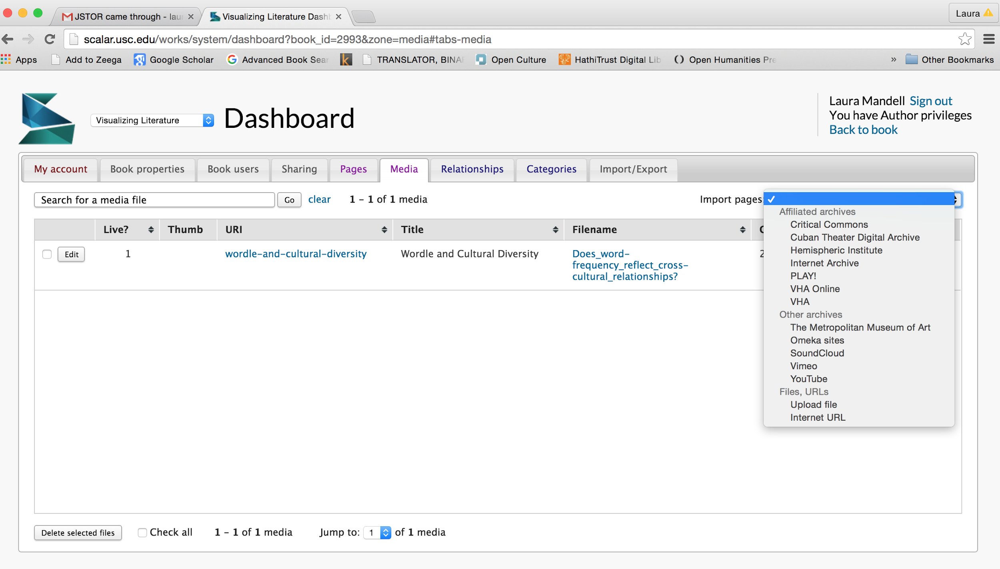 JSTOR came through - lau
Visualizing Literature Dash
Laura
scalar.usc.edu/works/system/dashboard?book_id=2993&zone=media#tabs-media
Apps Add to Zeega Google Scholar Advanced Book Sear k TRANSLATOR, BINA Open Culture HathiTrust Digital Lib Open Humanities Pre » Other Bookmarks
Visualizing Literature
Dashboard
Laura Mandell Sign out
You have Author privileges
Back to book
My account Book properties Book users Sharing Pages Media Relationships Categories Import/Export
Search for a media file Go clear 1 – 1 of 1 media Import pages:
Live? Thumb URI Title Filename C
Edit 1 wordle-and-cultural-diversity Wordle and Cultural Diversity Does_word-
frequency_reflect_cross-
cultural_relationships?
2
Affiliated archives
Critical Commons
Cuban Theater Digital Archive
Hemispheric Institute
Internet Archive
PLAY!
VHA Online
VHA
Other archives
The Metropolitan Museum of Art
Omeka sites
SoundCloud
Vimeo
YouTube
Files, URLs
Upload file
Internet URL
Delete selected files Check all 1 – 1 of 1 media Jump to: 1 of 1 media